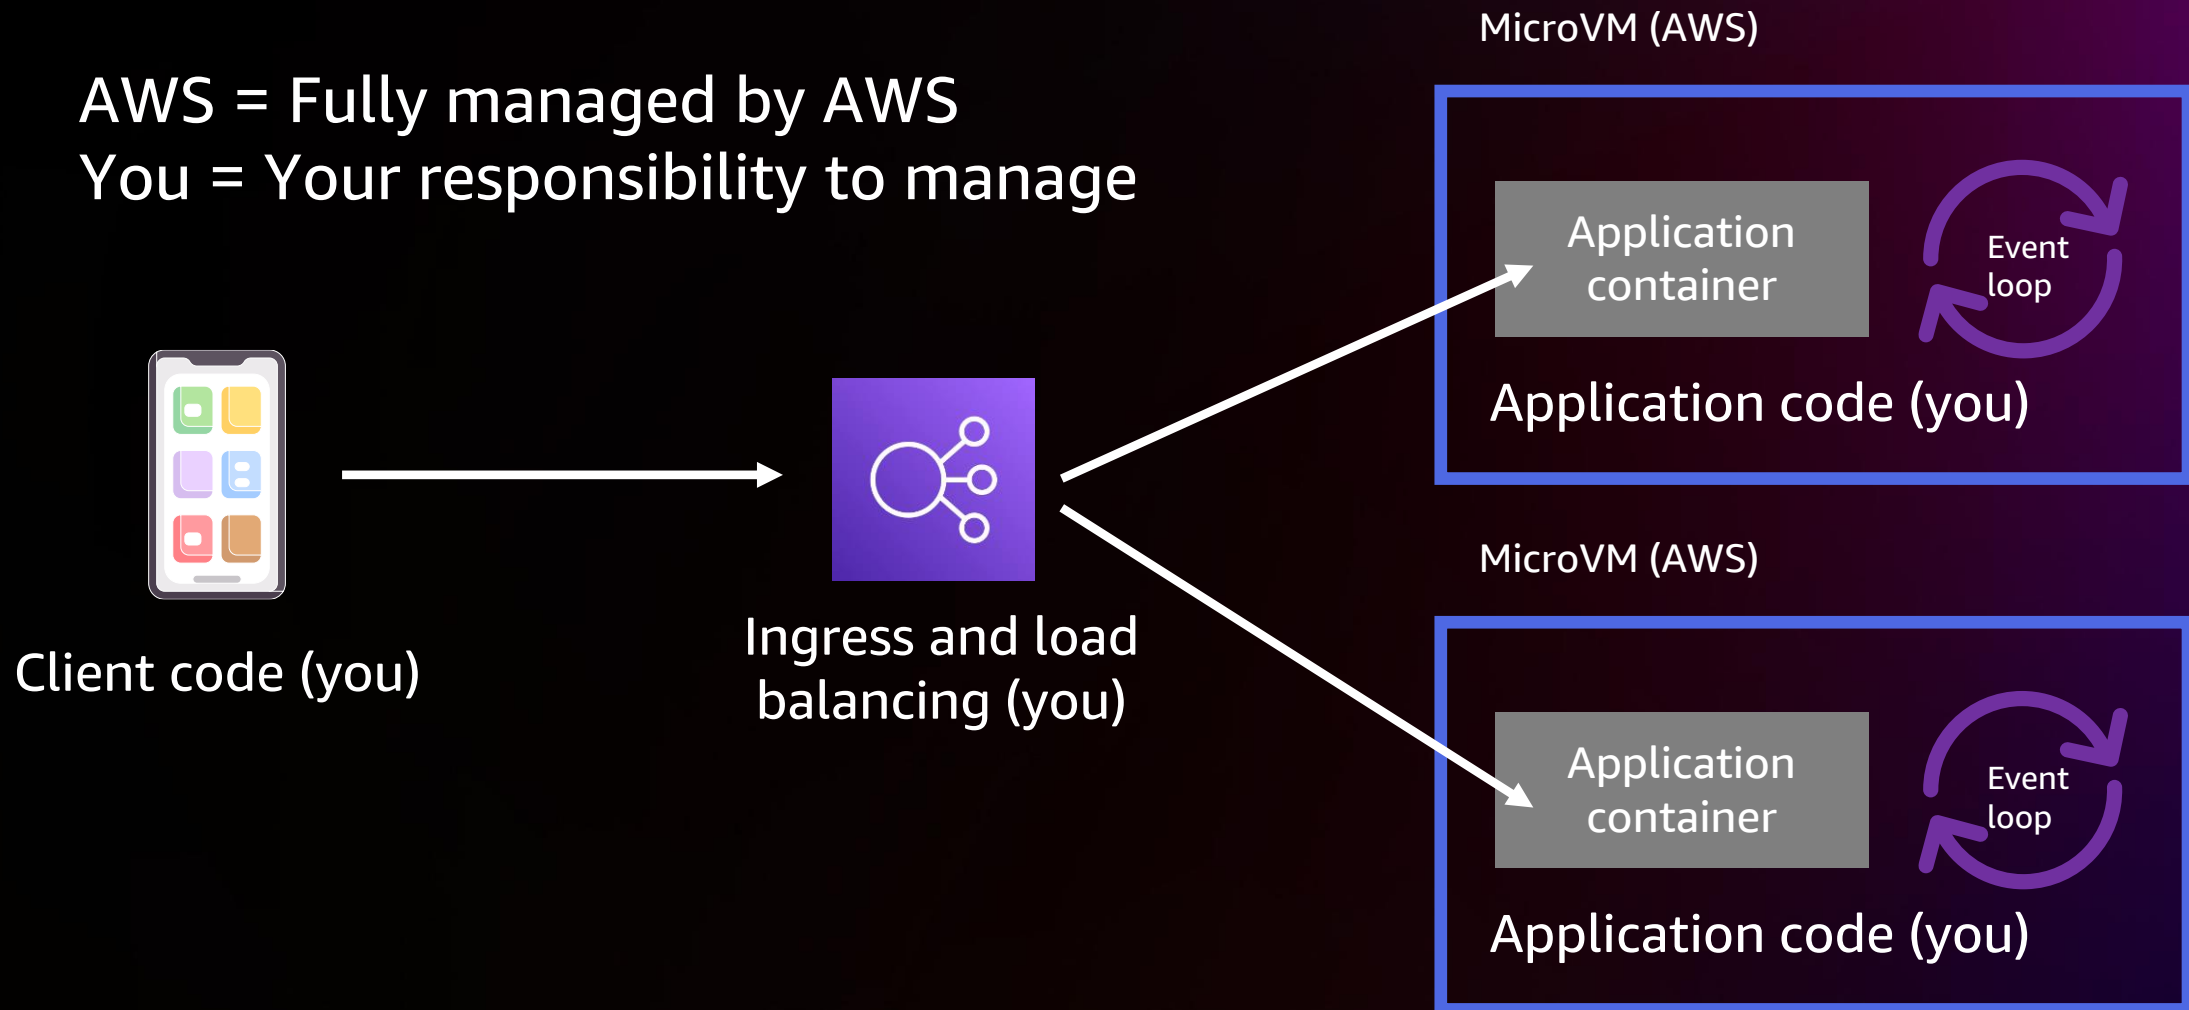 AWS = Fully managed by AWS
You = Your responsibility to manage
Client code (you)
Ingress and load
balancing (you)
MicroVM (AWS)
Application
container
Event
loop
Application code (you)
MicroVM (AWS)
Application
container
Event
loop
Application code (you)